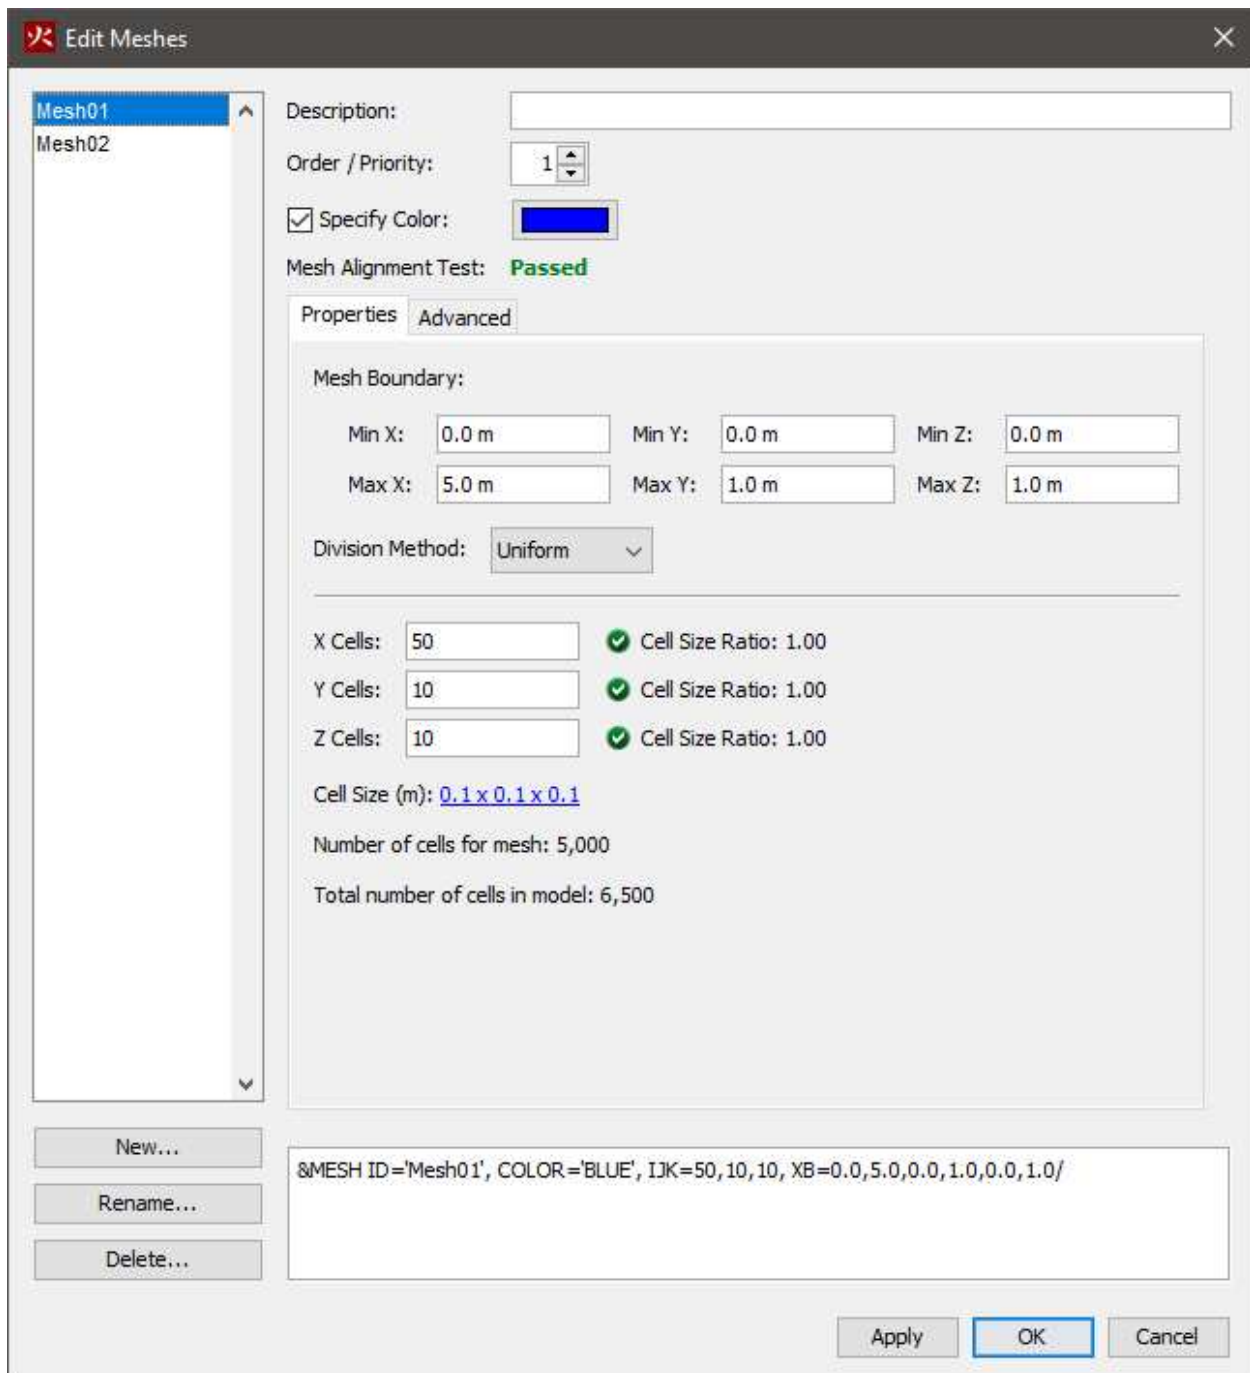 Edit Meshes
Mesh01
Mesh02
Description:
Order / Priority: 1
Specify Color:
Mesh Alignment Test: Passed
Properties Advanced
Mesh Boundary:
Min X: 0.0 m Min Y: 0.0 m Min Z: 0.0 m
Max X: 5.0 m Max Y: 1.0 m Max Z: 1.0 m
Division Method: Uniform
X Cells: 50 Cell Size Ratio: 1.00
Y Cells: 10 Cell Size Ratio: 1.00
Z Cells: 10 Cell Size Ratio: 1.00
Cell Size (m): 0.1 x 0.1 x 0.1
Number of cells for mesh: 5,000
Total number of cells in model: 6,500
New...
Rename...
Delete...
&MESH ID='Mesh01', COLOR='BLUE', IJK=50,10,10, XB=0.0,5.0,0.0,1.0,0.0,1.0/
Apply OK Cancel